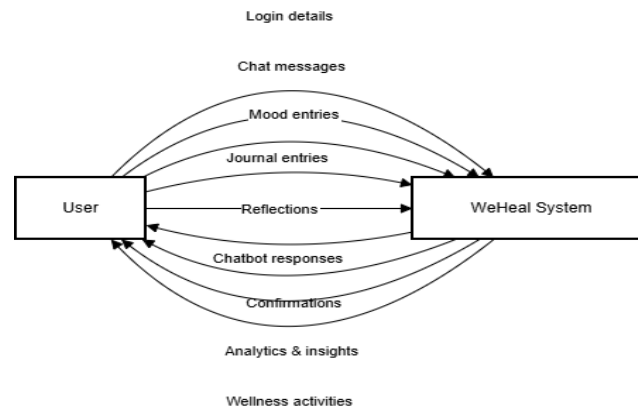 Login details
Chat messages
Mood entries
Journal entries
User
Reflections
WeHeal System
Chatbot responses
Confirmations
Analytics & insights
Wellness activities